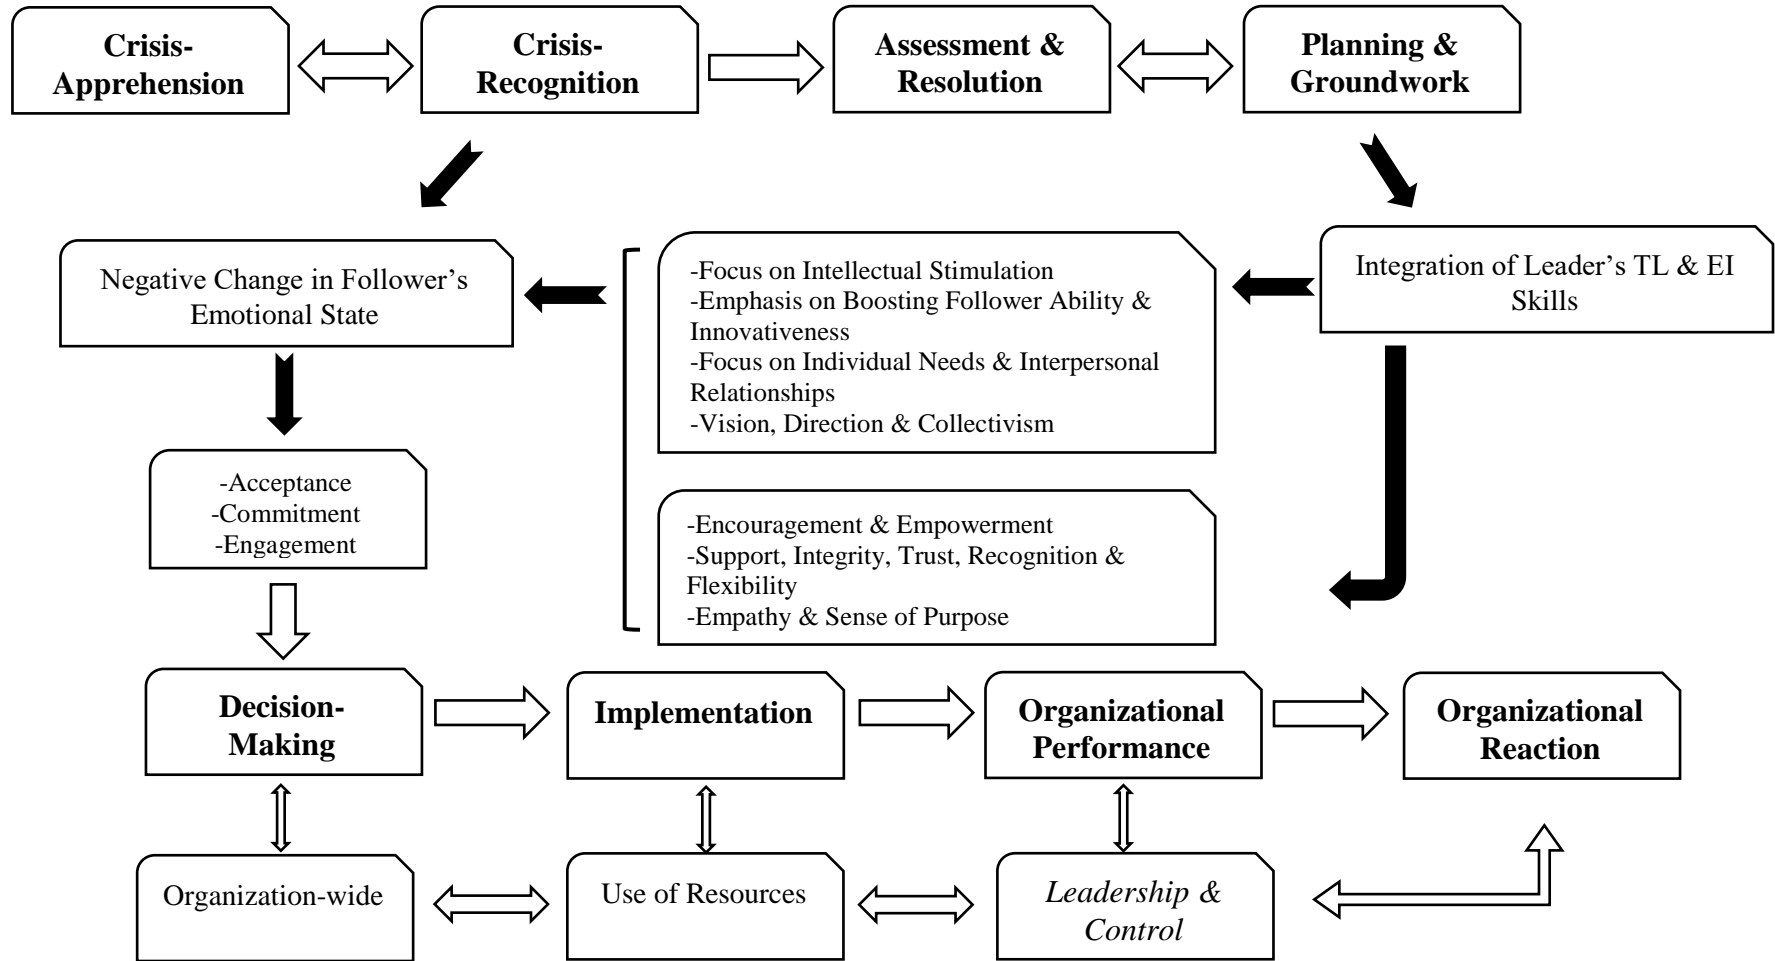 Crisis-
Apprehension
Crisis-
Recognition
Assessment &
Resolution
Planning &
Groundwork
Negative Change in Follower’s
Emotional State
-Focus on Intellectual Stimulation
-Emphasis on Boosting Follower Ability &
Innovativeness
-Focus on Individual Needs & Interpersonal
Relationships
-Vision, Direction & Collectivism
Integration of Leader’s TL & EI
Skills
-Acceptance
-Commitment
-Engagement
-Encouragement & Empowerment
-Support, Integrity, Trust, Recognition &
Flexibility
-Empathy & Sense of Purpose
Decision-
Making
Implementation
Organizational
Performance
Organizational
Reaction
Organization-wide
Use of Resources
Leadership &
Control